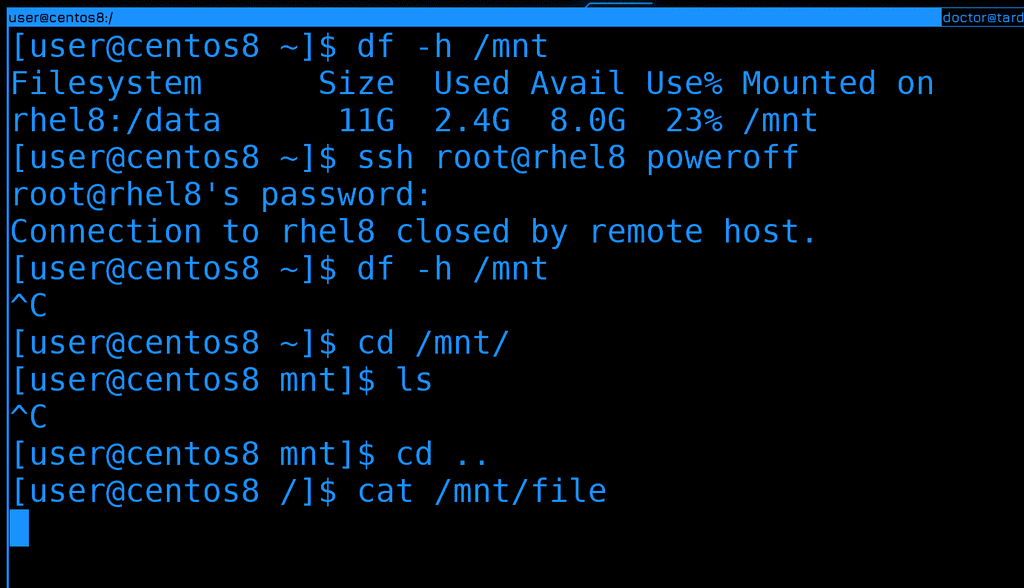 user@centos8:/
doctor@tard
[user@centos8 ~]$ df -h /mnt
Filesystem      Size  Used Avail Use% Mounted on
rhel8:/data      11G  2.4G  8.0G  23% /mnt
[user@centos8 ~]$ ssh root@rhel8 poweroff
root@rhel8's password:
Connection to rhel8 closed by remote host.
[user@centos8 ~]$ df -h /mnt
^C
[user@centos8 ~]$ cd /mnt/
[user@centos8 mnt]$ ls
^C
[user@centos8 mnt]$ cd ..
[user@centos8 /]$ cat /mnt/file